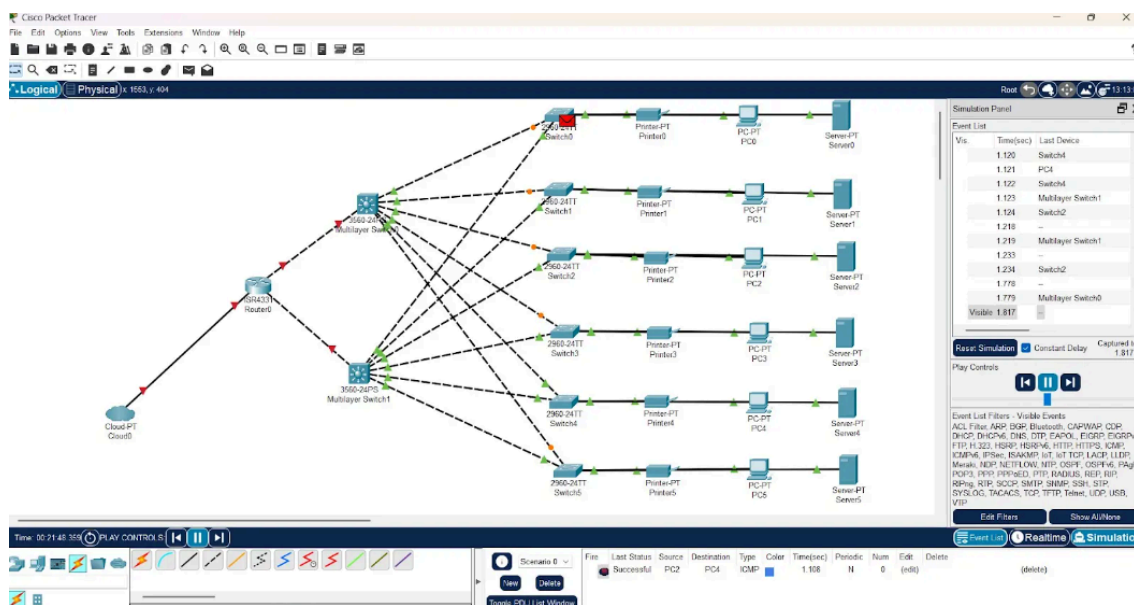 Cisco Packet Tracer
File Edit Options View Tools Extensions Window Help
Logical Physical x: 1553, y: 404
Root 13:13:
Simulation Panel
Event List
Vis. Time(sec) Last Device
1.120 Switch4
1.121 PC4
1.122 Switch4
1.123 Multilayer Switch1
1.124 Switch2
1.218 --
1.219 Multilayer Switch1
1.233 --
1.234 Switch2
1.778 --
1.779 Multilayer Switch0
Visible 1.817 --
Reset Simulation Constant Delay Captured to
1.817
Play Controls
Event List Filters - Visible Events
ACL Filter, ARP, BGP, Bluetooth, CAPWAP, CDP,
DHCP, DHCPv6, DNS, DTP, EAPOL, EIGRP, EIGRPv
FTP, H.323, HSRP, HSRPv6, HTTP, HTTPS, ICMP,
ICMPv6, IPSec, ISAKMP, IoT, IoT TCP, LACP, LLDP,
Meraki, NDP, NETFLOW, NTP, OSPF, OSPFv6, PAg
POP3, PPP, PPPoED, PTP, RADIUS, REP, RIP,
RIPng, RTP, SCCP, SMTP, SNMP, SSH, STP,
SYSLOG, TACACS, TCP, TFTP, Telnet, UDP, USB,
VTP
Edit Filters Show All/None
Event List Realtime Simulatio
2960-24TT
Switch0
Printer-PT
Printer0
PC-PT
PC0
Server-PT
Server0
2960-24TT
Switch1
Printer-PT
Printer1
PC-PT
PC1
Server-PT
Server1
3560-24PS
Multilayer Switch0
2960-24TT
Switch2
Printer-PT
Printer2
PC-PT
PC2
Server-PT
Server2
ISR4331
Router0
2960-24TT
Switch3
Printer-PT
Printer3
PC-PT
PC3
Server-PT
Server3
3560-24PS
Multilayer Switch1
Cloud-PT
Cloud0
2960-24TT
Switch4
Printer-PT
Printer4
PC-PT
PC4
Server-PT
Server4
2960-24TT
Switch5
Printer-PT
Printer5
PC-PT
PC5
Server-PT
Server5
Time: 00:21:48.359 PLAY CONTROLS:
Scenario 0
New Delete
Toggle PDU List Window
Fire Last Status Source Destination Type Color Time(sec) Periodic Num Edit Delete
Successful PC2 PC4 ICMP 1.108 N 0 (edit) (delete)